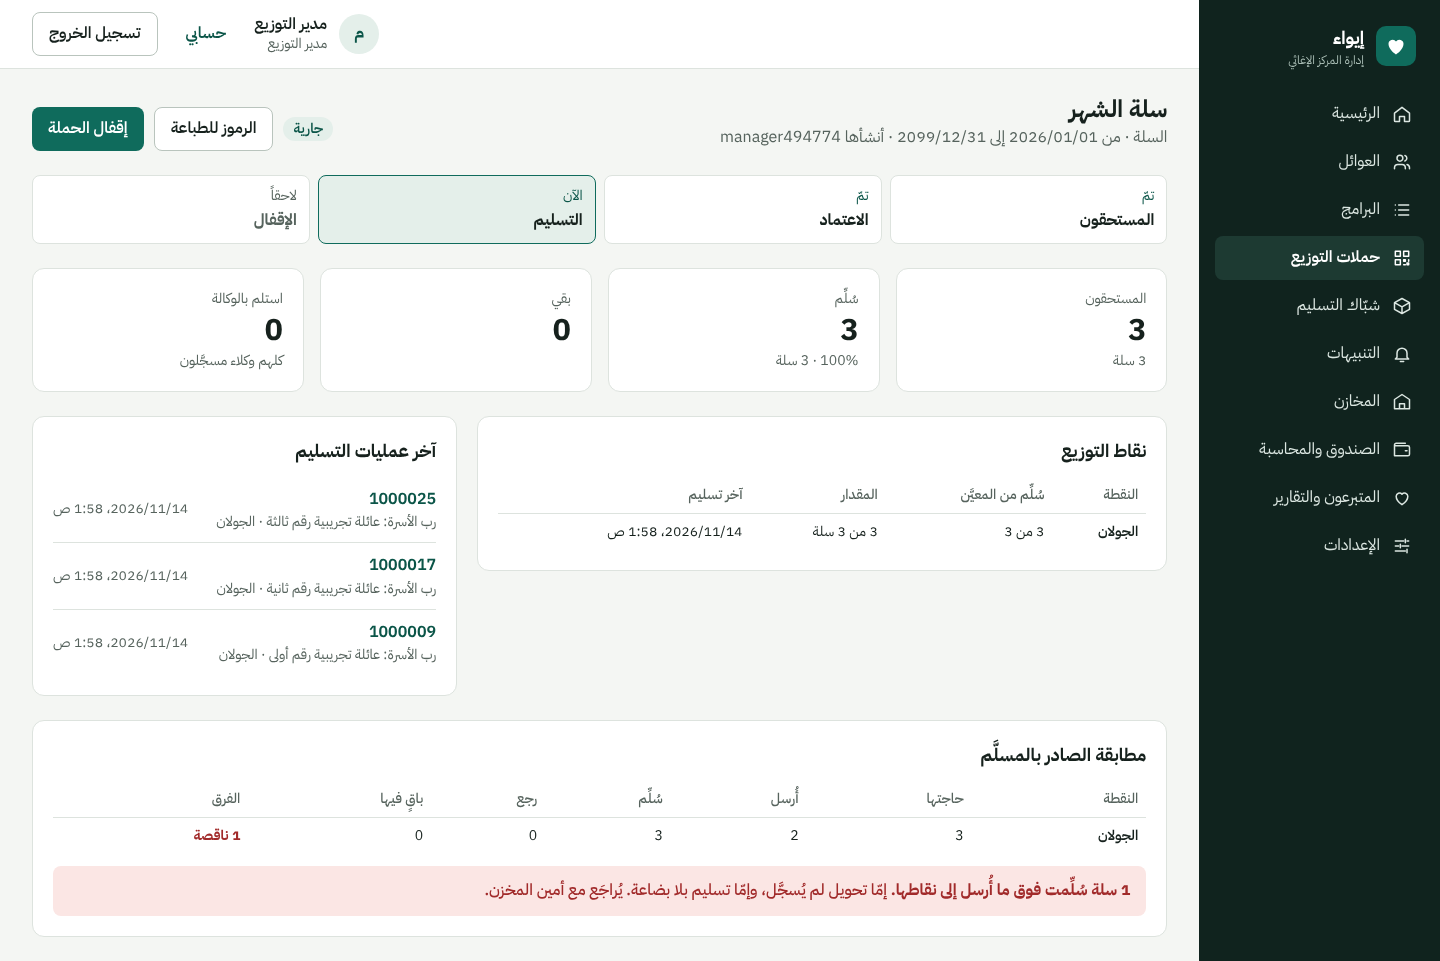 إيواء
إدارة المركز الإغاثي
الرئيسية
العوائل
البرامج
حملات التوزيع
شبّاك التسليم
التنبيهات
المخازن
الصندوق والمحاسبة
المتبرعون والتقارير
الإعدادات
م
مدير التوزيع
مدير التوزيع
حسابي
تسجيل الخروج
سلة الشهر
السلة · من 2026/01/01 إلى 2099/12/31 · أنشأها manager494774
جارية
الرموز للطباعة
إقفال الحملة
تمّ
المستحقون
تمّ
الاعتماد
الآن
التسليم
لاحقاً
الإقفال
المستحقون
3
3 سلة
سُلِّم
3
100% · 3 سلة
بقي
0
استلم بالوكالة
0
كلهم وكلاء مسجَّلون
نقاط التوزيع
النقطة سُلِّم من المعيَّن المقدار آخر تسليم
الجولان 3 من 3 3 من 3 سلة 2026/11/14، 1:58 ص
آخر عمليات التسليم
1000025
رب الأسرة: عائلة تجريبية رقم ثالثة · الجولان
2026/11/14، 1:58 ص
1000017
رب الأسرة: عائلة تجريبية رقم ثانية · الجولان
2026/11/14، 1:58 ص
1000009
رب الأسرة: عائلة تجريبية رقم أولى · الجولان
2026/11/14، 1:58 ص
مطابقة الصادر بالمسلَّم
النقطة حاجتها أُرسل سُلِّم رجع باقٍ فيها الفرق
الجولان 3 2 3 0 0 1 ناقصة
1 سلة سُلِّمت فوق ما أُرسل إلى نقاطها. إمّا تحويل لم يُسجَّل، وإمّا تسليم بلا بضاعة. يُراجَع مع أمين المخزن.